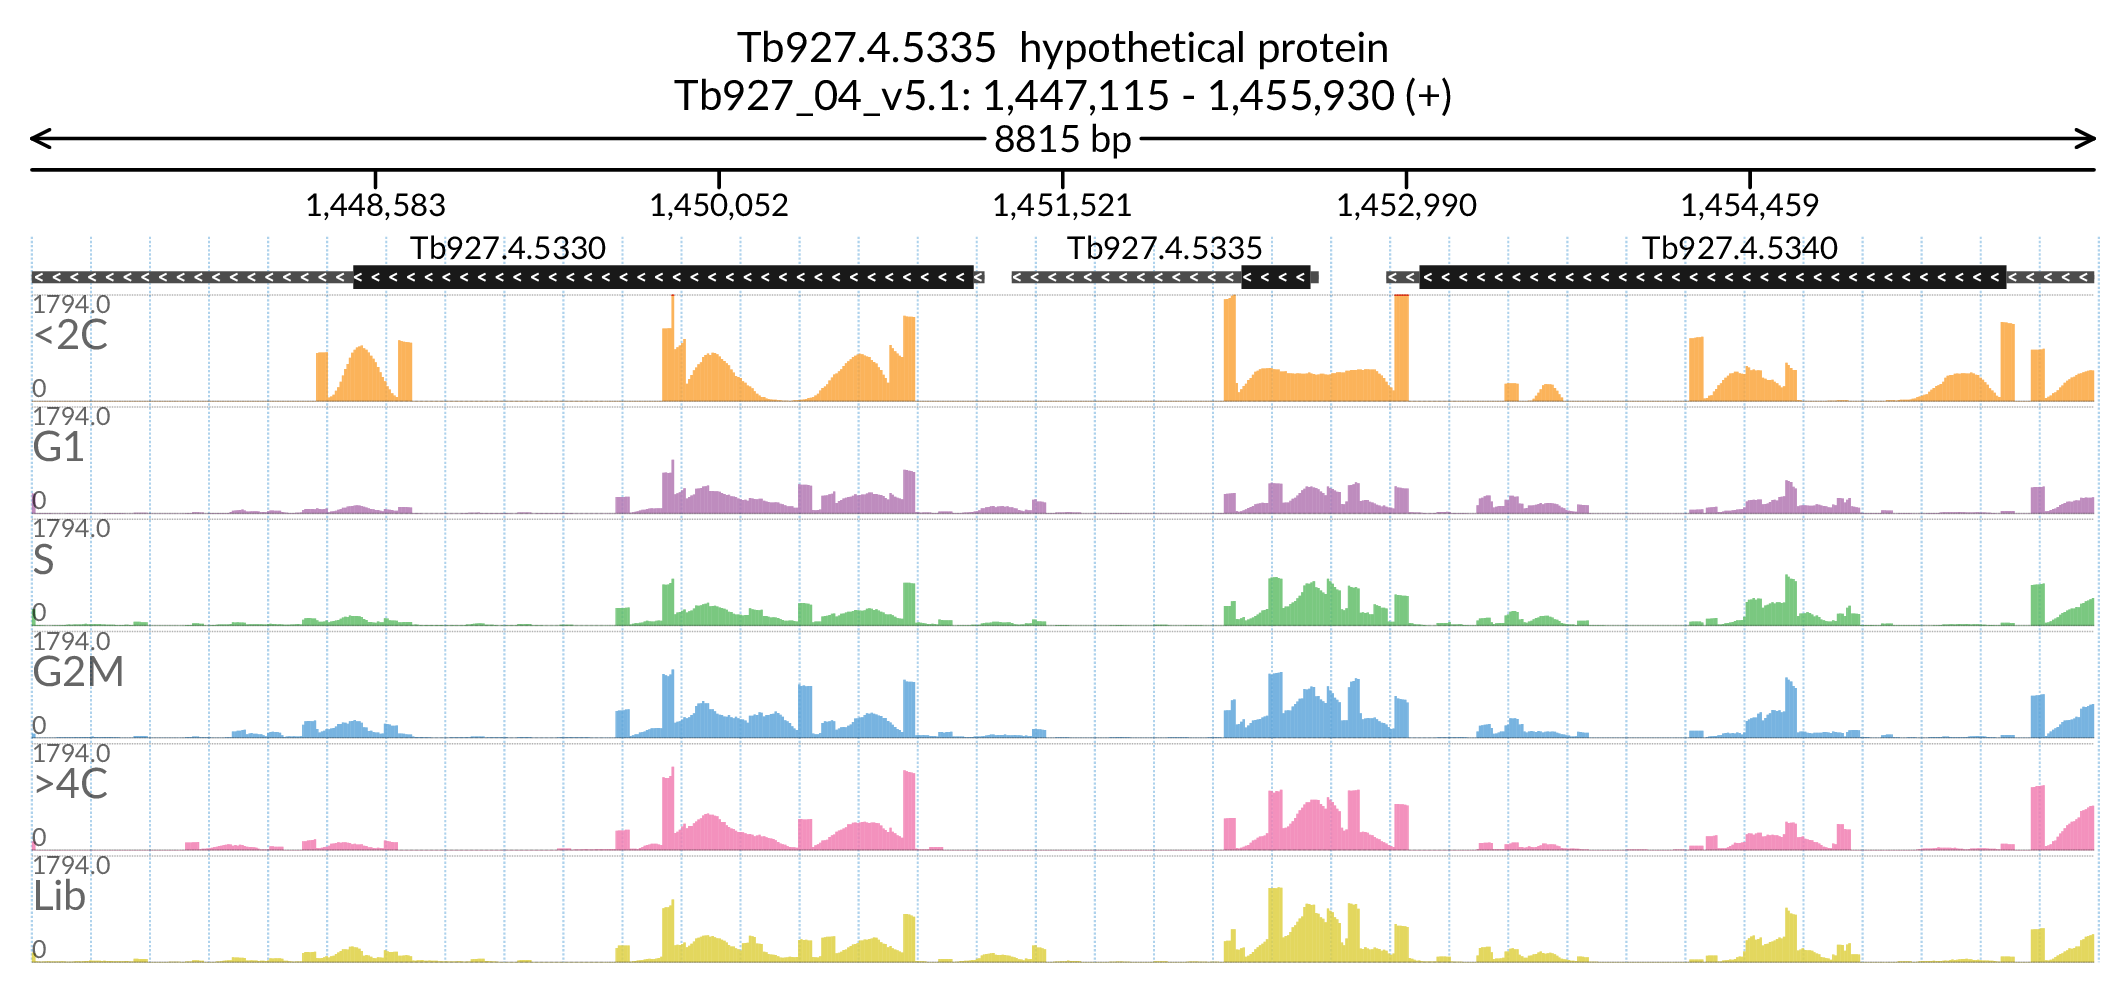 Tb927.4.5335  hypothetical protein
Tb927_04_v5.1: 1,447,115 - 1,455,930 (+)
8815 bp
1,448,583 1,450,052 1,451,521 1,452,990 1,454,459
Tb927.4.5330 Tb927.4.5335 Tb927.4.5340
1794.0
<2C
0
1794.0
G1
0
1794.0
S
0
1794.0
G2M
0
1794.0
>4C
0
1794.0
Lib
0